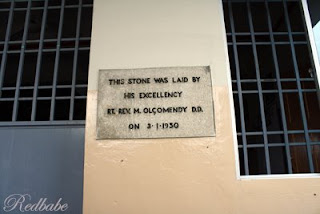 THIS STONE WAS LAID BY
HIS EXCELLENCY
RT. REV. M. OLÇOMENDY D.D.
ON 3·1·1930
Redbabe